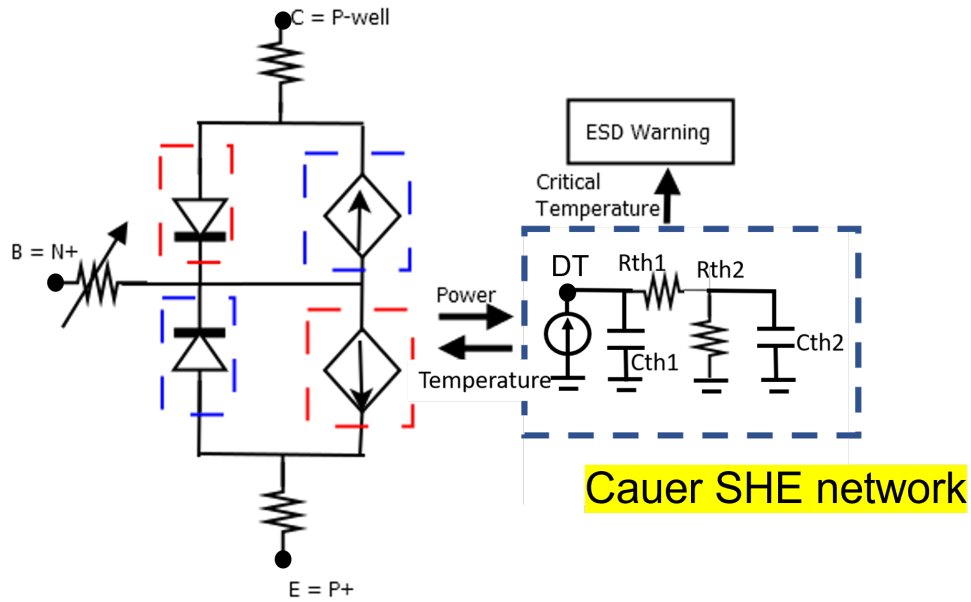 C = P-well
ESD Warning
Critical
Temperature
B = N+
DT
Rth1
Rth2
Power
Cth1
Cth2
Temperature
Cauer SHE network
E = P+